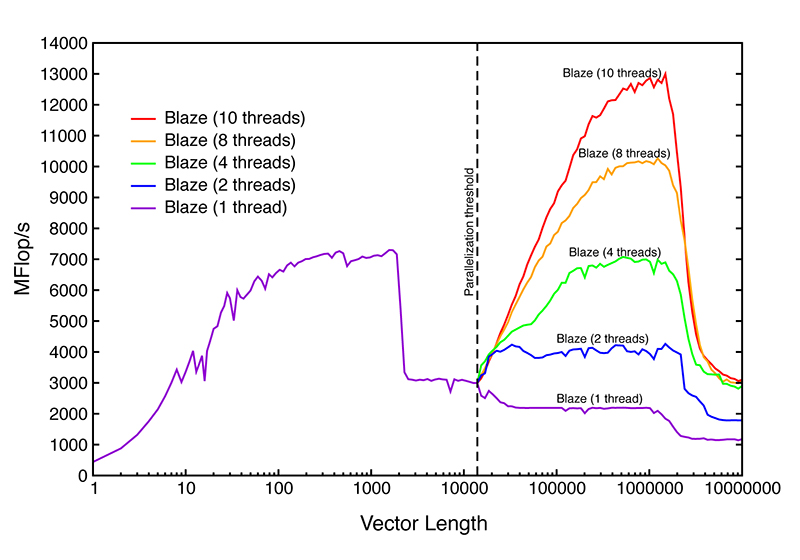 14000
13000
12000
11000
10000
9000
8000
7000
6000
5000
4000
3000
2000
1000
0
MFlop/s
Blaze (10 threads)
Blaze (8 threads)
Blaze (4 threads)
Blaze (2 threads)
Blaze (1 thread)
Parallelization threshold
Blaze (10 threads)
Blaze (8 threads)
Blaze (4 threads)
Blaze (2 threads)
Blaze (1 thread)
1 10 100 1000 10000 100000 1000000 10000000
Vector Length